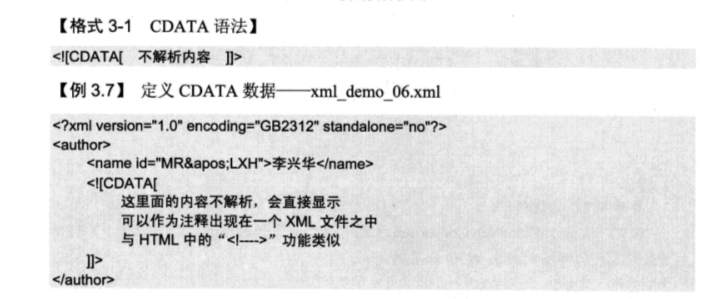 【格式 3-1 CDATA 语法】
<![CDATA[ 不解析内容 ]]>
【例 3.7】 定义 CDATA 数据——xml_demo_06.xml
<?xml version="1.0" encoding="GB2312" standalone="no"?>
<author>
<name id="MR&apos;LXH">李兴华</name>
<![CDATA[
这里面的内容不解析，会直接显示
可以作为注释出现在一个 XML 文件之中
与 HTML 中的“<!---->”功能类似
]]>
</author>